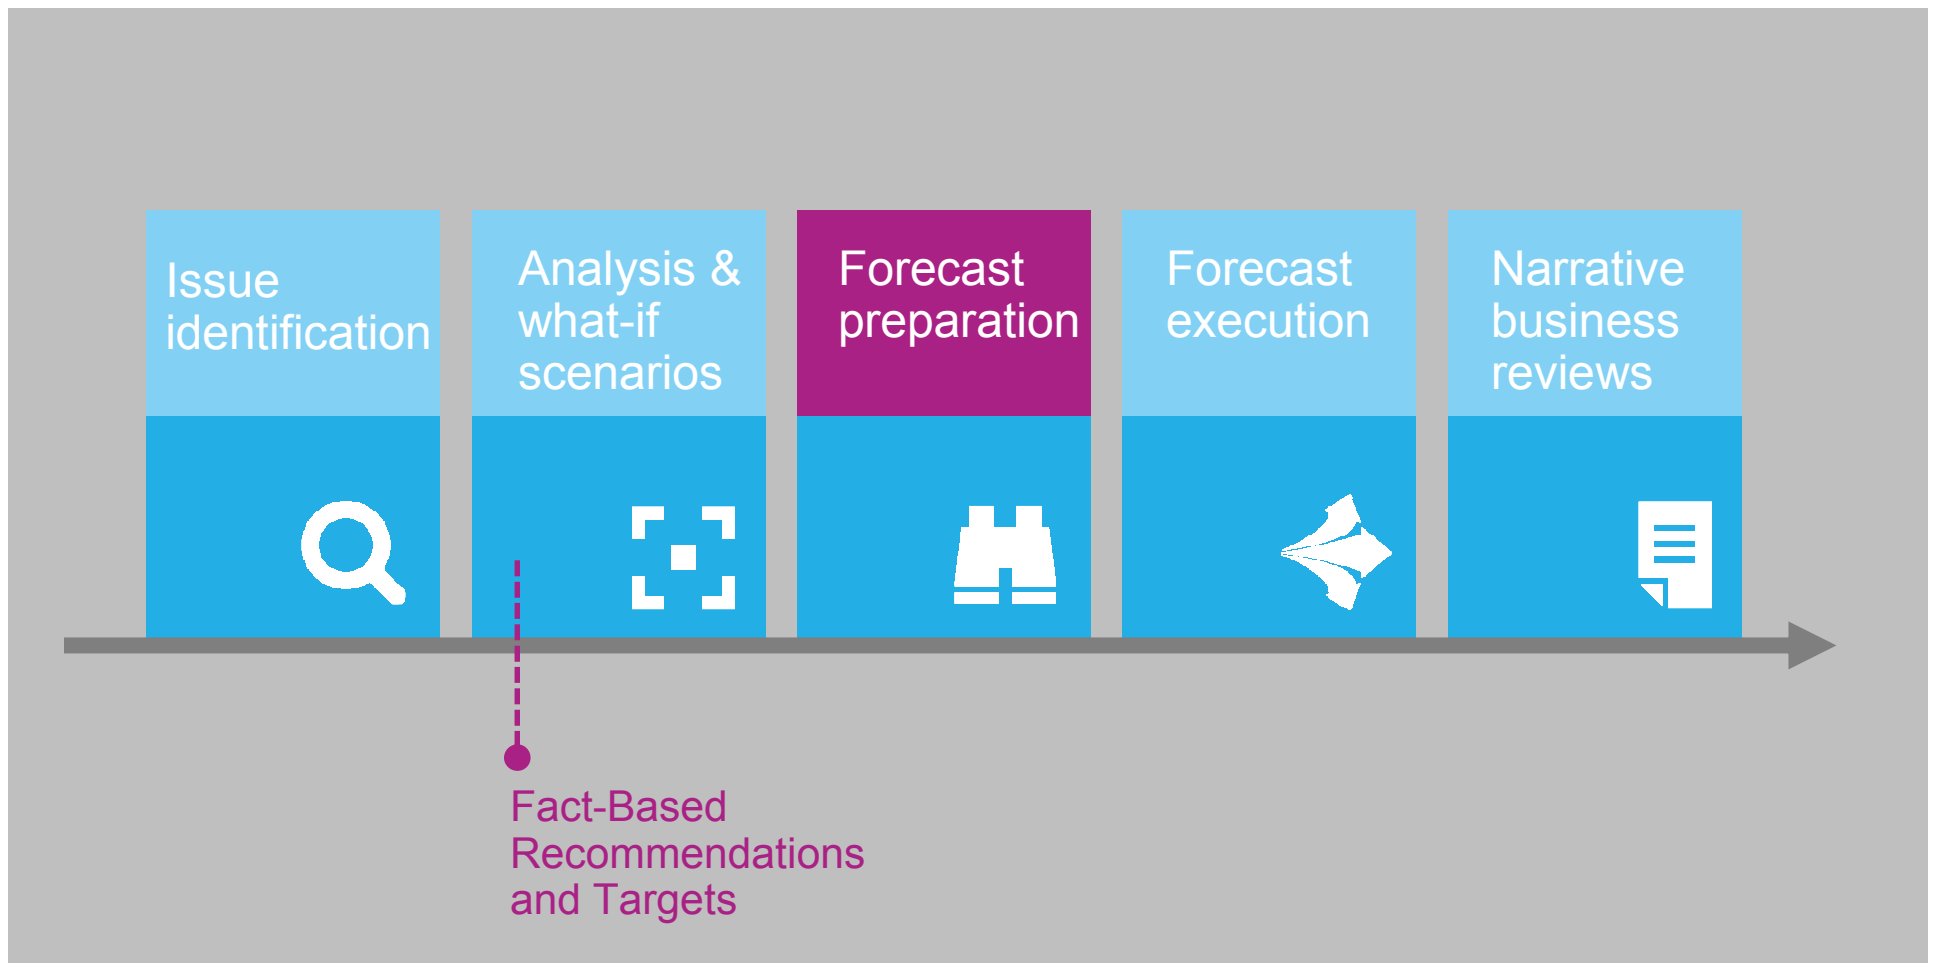 Issue
identification
Analysis &
what-if
scenarios
Forecast
preparation
Forecast
execution
Narrative
business
reviews
Fact-Based
Recommendations
and Targets